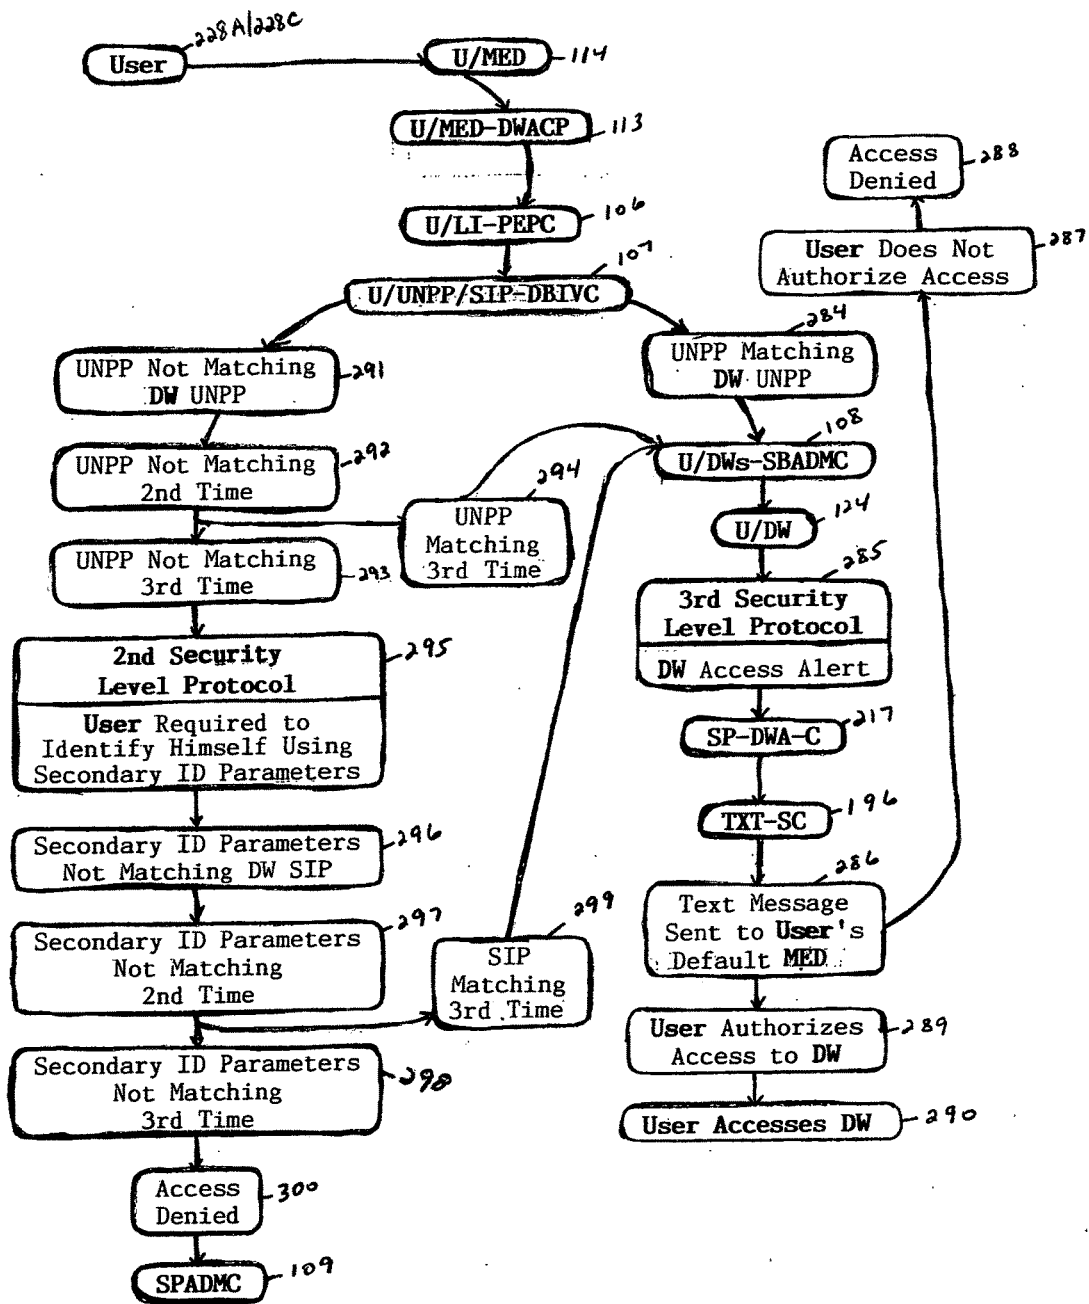 228A/228C
User
U/MED
114
U/MED-DWACP
113
U/LI-PEPC
106
U/UNPP/SIP-DBIVC
107
Access
Denied
288
User Does Not
Authorize Access
287
UNPP Not Matching
DW UNPP
291
UNPP Matching
DW UNPP
284
UNPP Not Matching
2nd Time
292
U/DWs-SBADMC
108
UNPP
Matching
3rd Time
294
U/DW
124
UNPP Not Matching
3rd Time
293
3rd Security
Level Protocol
DW Access Alert
285
2nd Security
Level Protocol
User Required to
Identify Himself Using
Secondary ID Parameters
295
SP-DWA-C
217
TXT-SC
196
Secondary ID Parameters
Not Matching DW SIP
296
Text Message
Sent to User's
Default MED
286
Secondary ID Parameters
Not Matching
2nd Time
297
SIP
Matching
3rd Time
299
User Authorizes
Access to DW
289
Secondary ID Parameters
Not Matching
3rd Time
298
User Accesses DW
290
Access
Denied
300
SPADMC
109